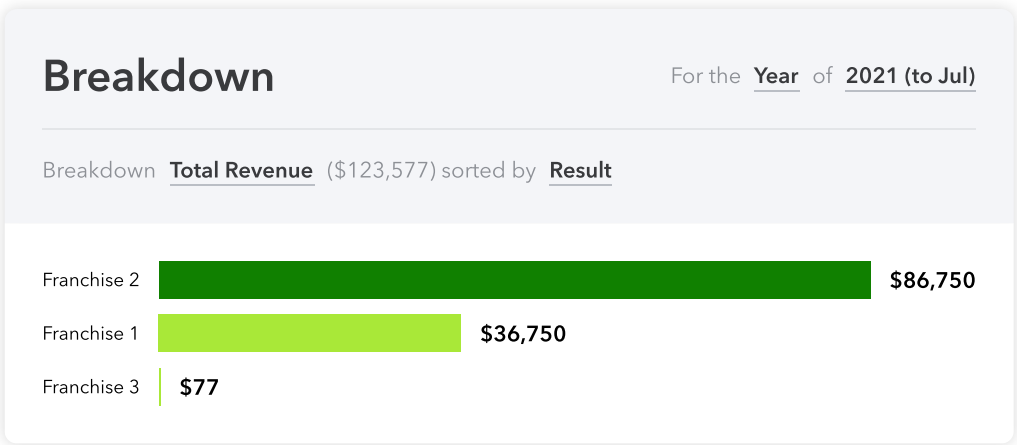 Breakdown For the Year of 2021 (to Jul)
Breakdown Total Revenue ($123,577) sorted by Result
Franchise 2 $86,750
Franchise 1 $36,750
Franchise 3 $77